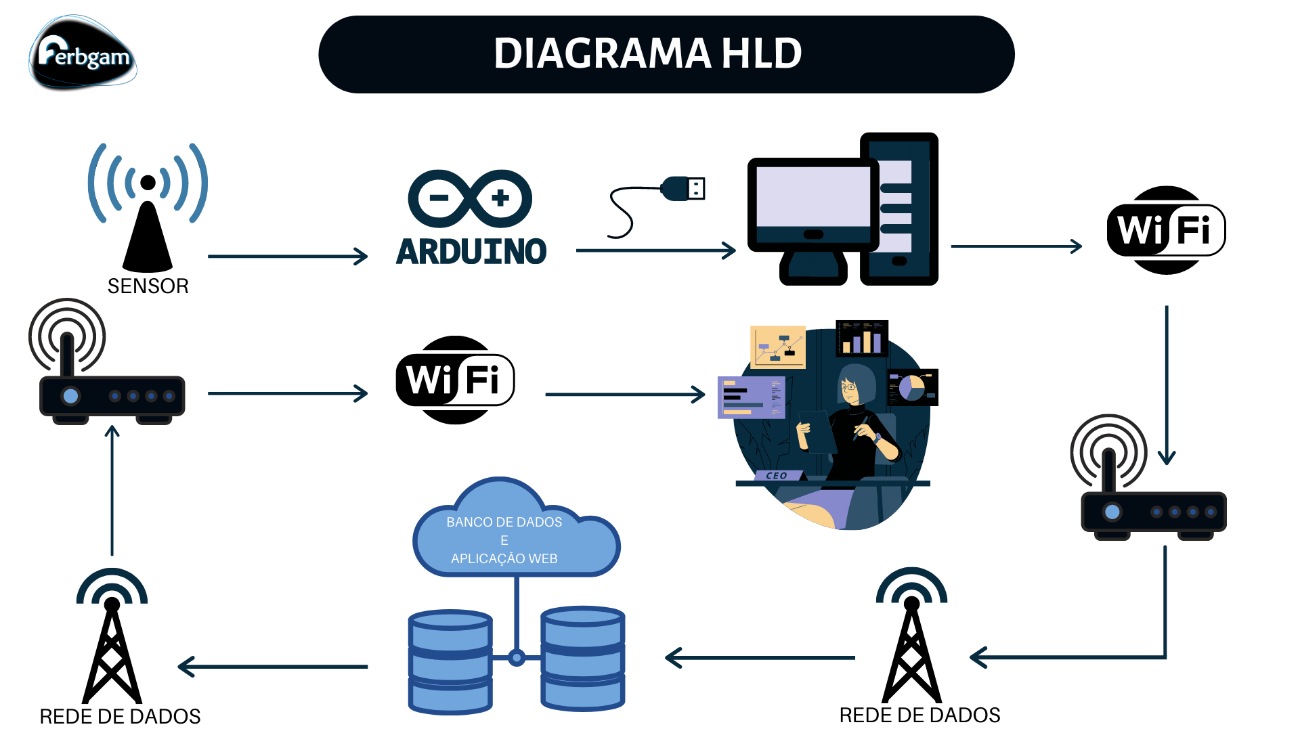 ferbgam
DIAGRAMA HLD
SENSOR
ARDUINO
WiFi
WiFi
CEO
BANCO DE DADOS
E
APLICAÇÃO WEB
REDE DE DADOS
REDE DE DADOS